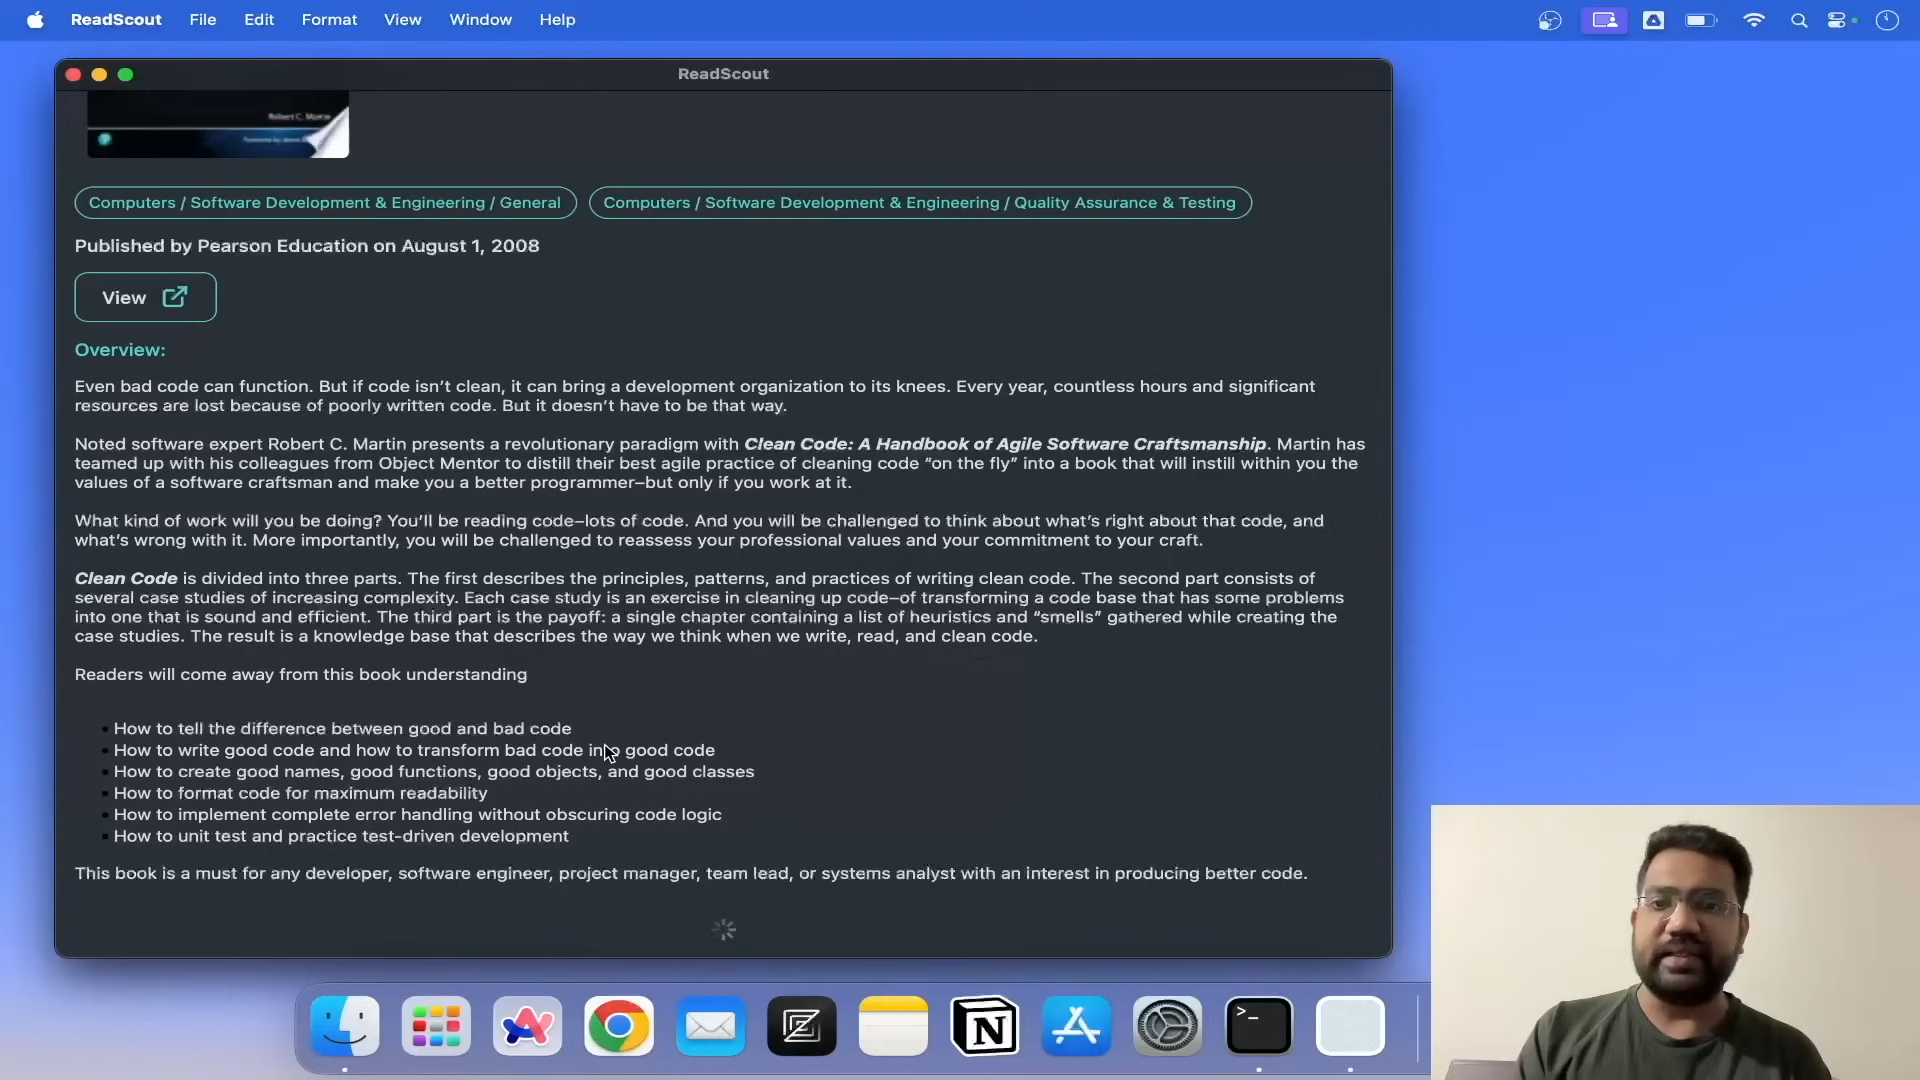 ReadScout File Edit Format View Window Help
ReadScout
Robert C. Martin
Computers / Software Development & Engineering / General
Computers / Software Development & Engineering / Quality Assurance & Testing
Published by Pearson Education on August 1, 2008
View
Overview:
Even bad code can function. But if code isn’t clean, it can bring a development organization to its knees. Every year, countless hours and significant
resources are lost because of poorly written code. But it doesn’t have to be that way.
Noted software expert Robert C. Martin presents a revolutionary paradigm with Clean Code: A Handbook of Agile Software Craftsmanship. Martin has
teamed up with his colleagues from Object Mentor to distill their best agile practice of cleaning code “on the fly” into a book that will instill within you the
values of a software craftsman and make you a better programmer–but only if you work at it.
What kind of work will you be doing? You’ll be reading code–lots of code. And you will be challenged to think about what’s right about that code, and
what’s wrong with it. More importantly, you will be challenged to reassess your professional values and your commitment to your craft.
Clean Code is divided into three parts. The first describes the principles, patterns, and practices of writing clean code. The second part consists of
several case studies of increasing complexity. Each case study is an exercise in cleaning up code–of transforming a code base that has some problems
into one that is sound and efficient. The third part is the payoff: a single chapter containing a list of heuristics and “smells” gathered while creating the
case studies. The result is a knowledge base that describes the way we think when we write, read, and clean code.
Readers will come away from this book understanding
• How to tell the difference between good and bad code
• How to write good code and how to transform bad code into good code
• How to create good names, good functions, good objects, and good classes
• How to format code for maximum readability
• How to implement complete error handling without obscuring code logic
• How to unit test and practice test-driven development
This book is a must for any developer, software engineer, project manager, team lead, or systems analyst with an interest in producing better code.